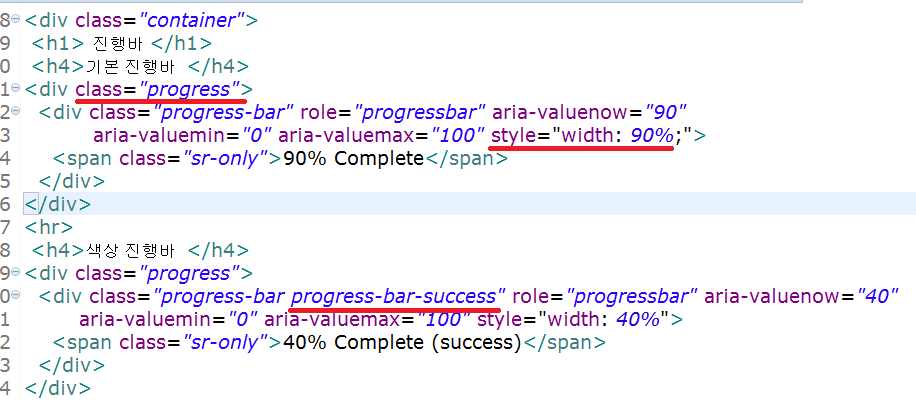 8 <div class="container">
9 <h1> 진행바 </h1>
0 <h4>기본 진행바 </h4>
1 <div class="progress">
2 <div class="progress-bar" role="progressbar" aria-valuenow="90"
3 aria-valuemin="0" aria-valuemax="100" style="width: 90%;">
4 <span class="sr-only">90% Complete</span>
5 </div>
6 </div>
7 <hr>
8 <h4>색상 진행바 </h4>
9 <div class="progress">
0 <div class="progress-bar progress-bar-success" role="progressbar" aria-valuenow="40"
1 aria-valuemin="0" aria-valuemax="100" style="width: 40%">
2 <span class="sr-only">40% Complete (success)</span>
3 </div>
4 </div>